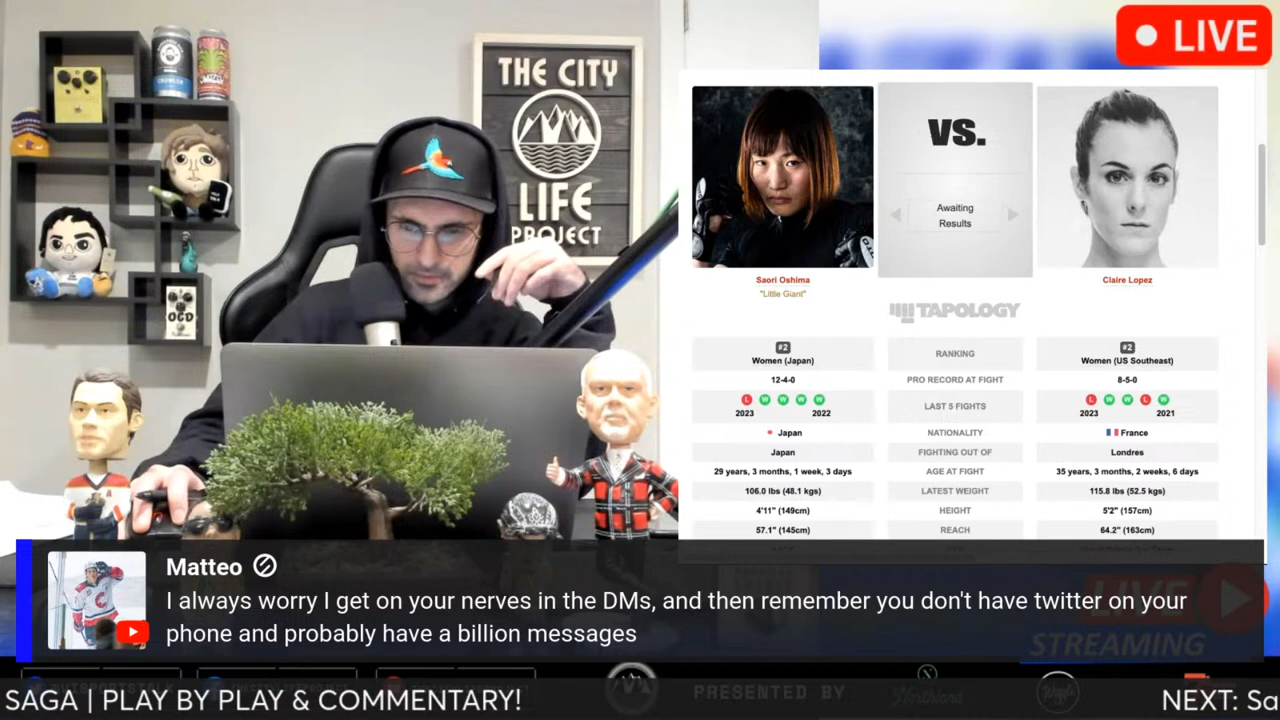 LIVE
THE CITY
LIFE
PROJECT
OCD
VS.
Awaiting
Results
Saori Oshima
"Little Giant"
Claire Lopez
TAPOLOGY
#2
Women (Japan)
RANKING
#2
Women (US Southeast)
12-4-0
PRO RECORD AT FIGHT
8-5-0
L W W W W
2023 2022
LAST 5 FIGHTS
L W W L W
2023 2021
Japan
NATIONALITY
France
Japan
FIGHTING OUT OF
Londres
29 years, 3 months, 1 week, 3 days
AGE AT FIGHT
35 years, 3 months, 2 weeks, 6 days
106.0 lbs (48.1 kgs)
LATEST WEIGHT
115.8 lbs (52.5 kgs)
4'11" (149cm)
HEIGHT
5'2" (157cm)
57.1" (145cm)
REACH
64.2" (163cm)
Matteo
I always worry I get on your nerves in the DMs, and then remember you don't have twitter on your
phone and probably have a billion messages
LIVE
STREAMING
PRESENTED BY
Northland
SAGA | PLAY BY PLAY & COMMENTARY!
NEXT: Sa